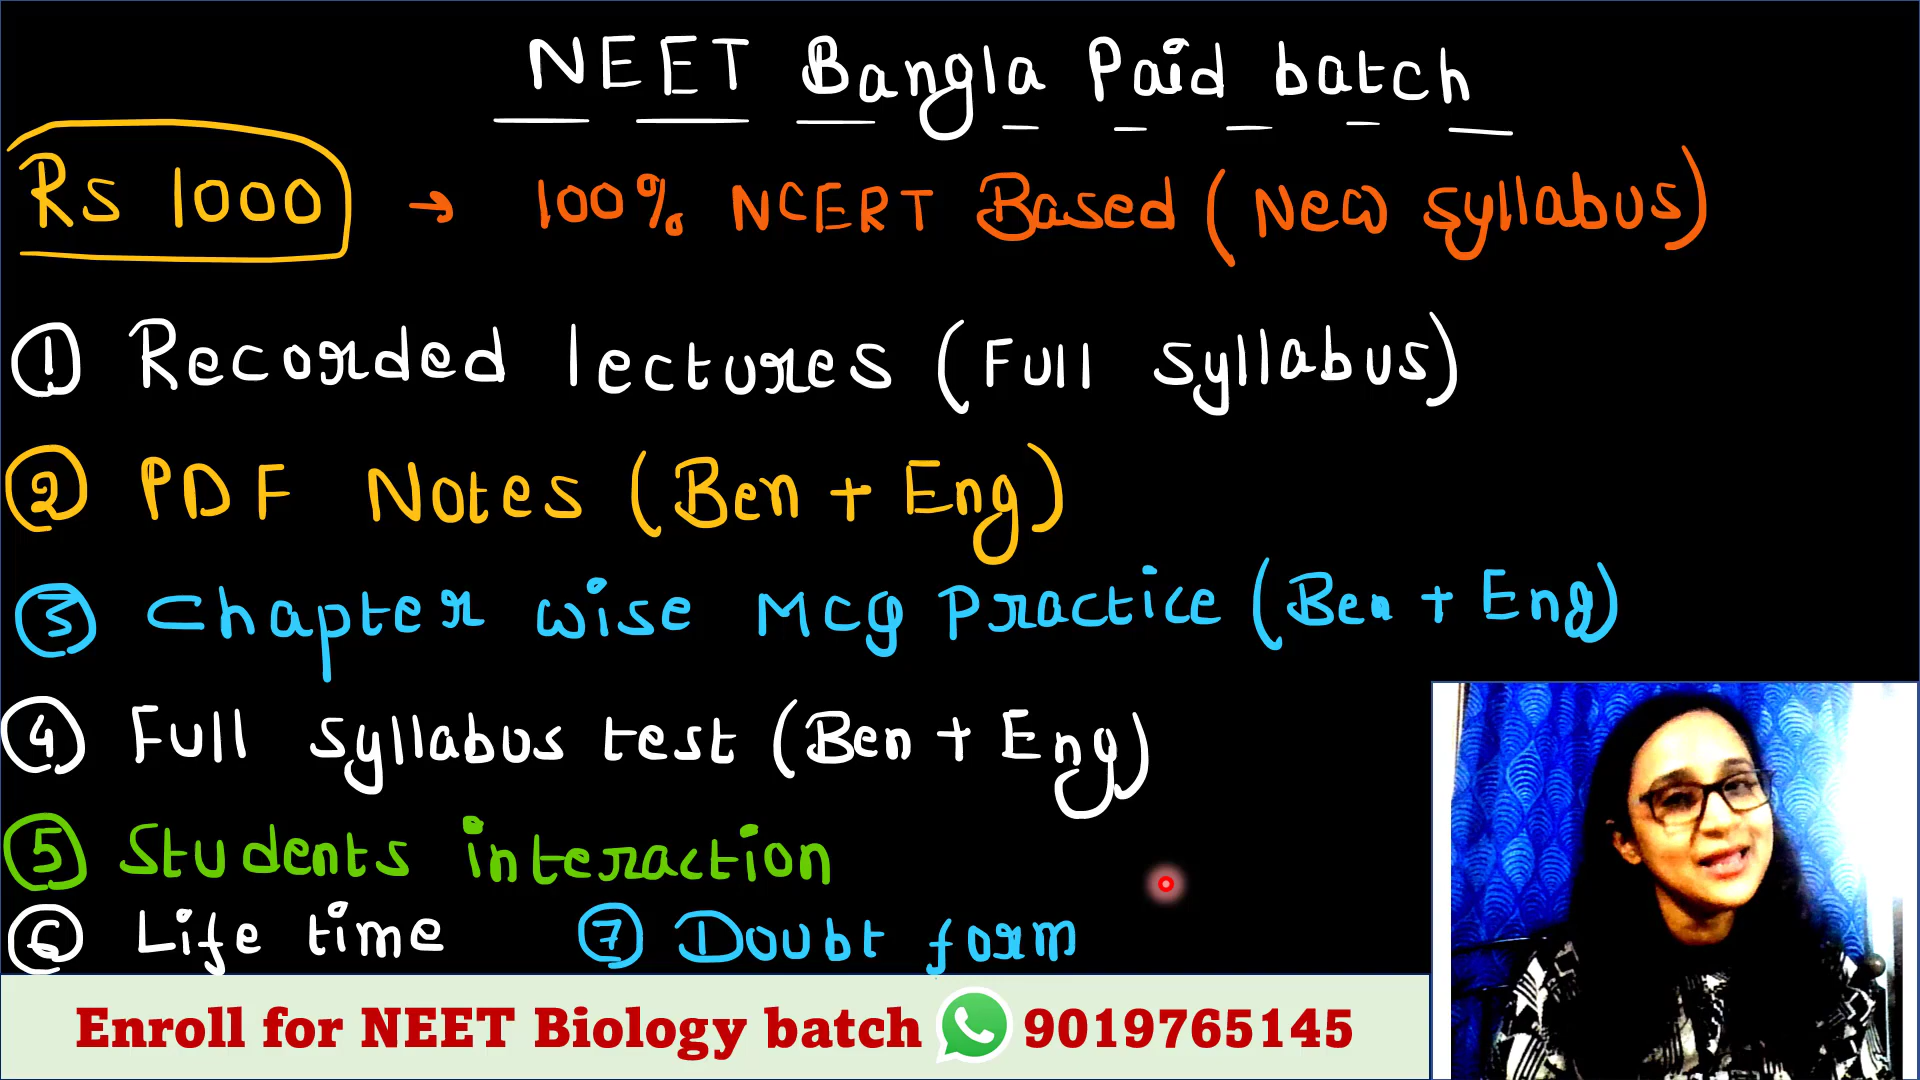 NEET Bangla Paid batch
Rs 1000 → 100% NCERT Based (New syllabus)
① Recorded lectures (Full syllabus)
② PDF Notes (Ben + Eng)
③ Chapter wise MCQ Practice (Ben + Eng)
④ Full syllabus test (Ben + Eng)
⑤ Students interaction
⑥ Life time ⑦ Doubt form
Enroll for NEET Biology batch 9019765145